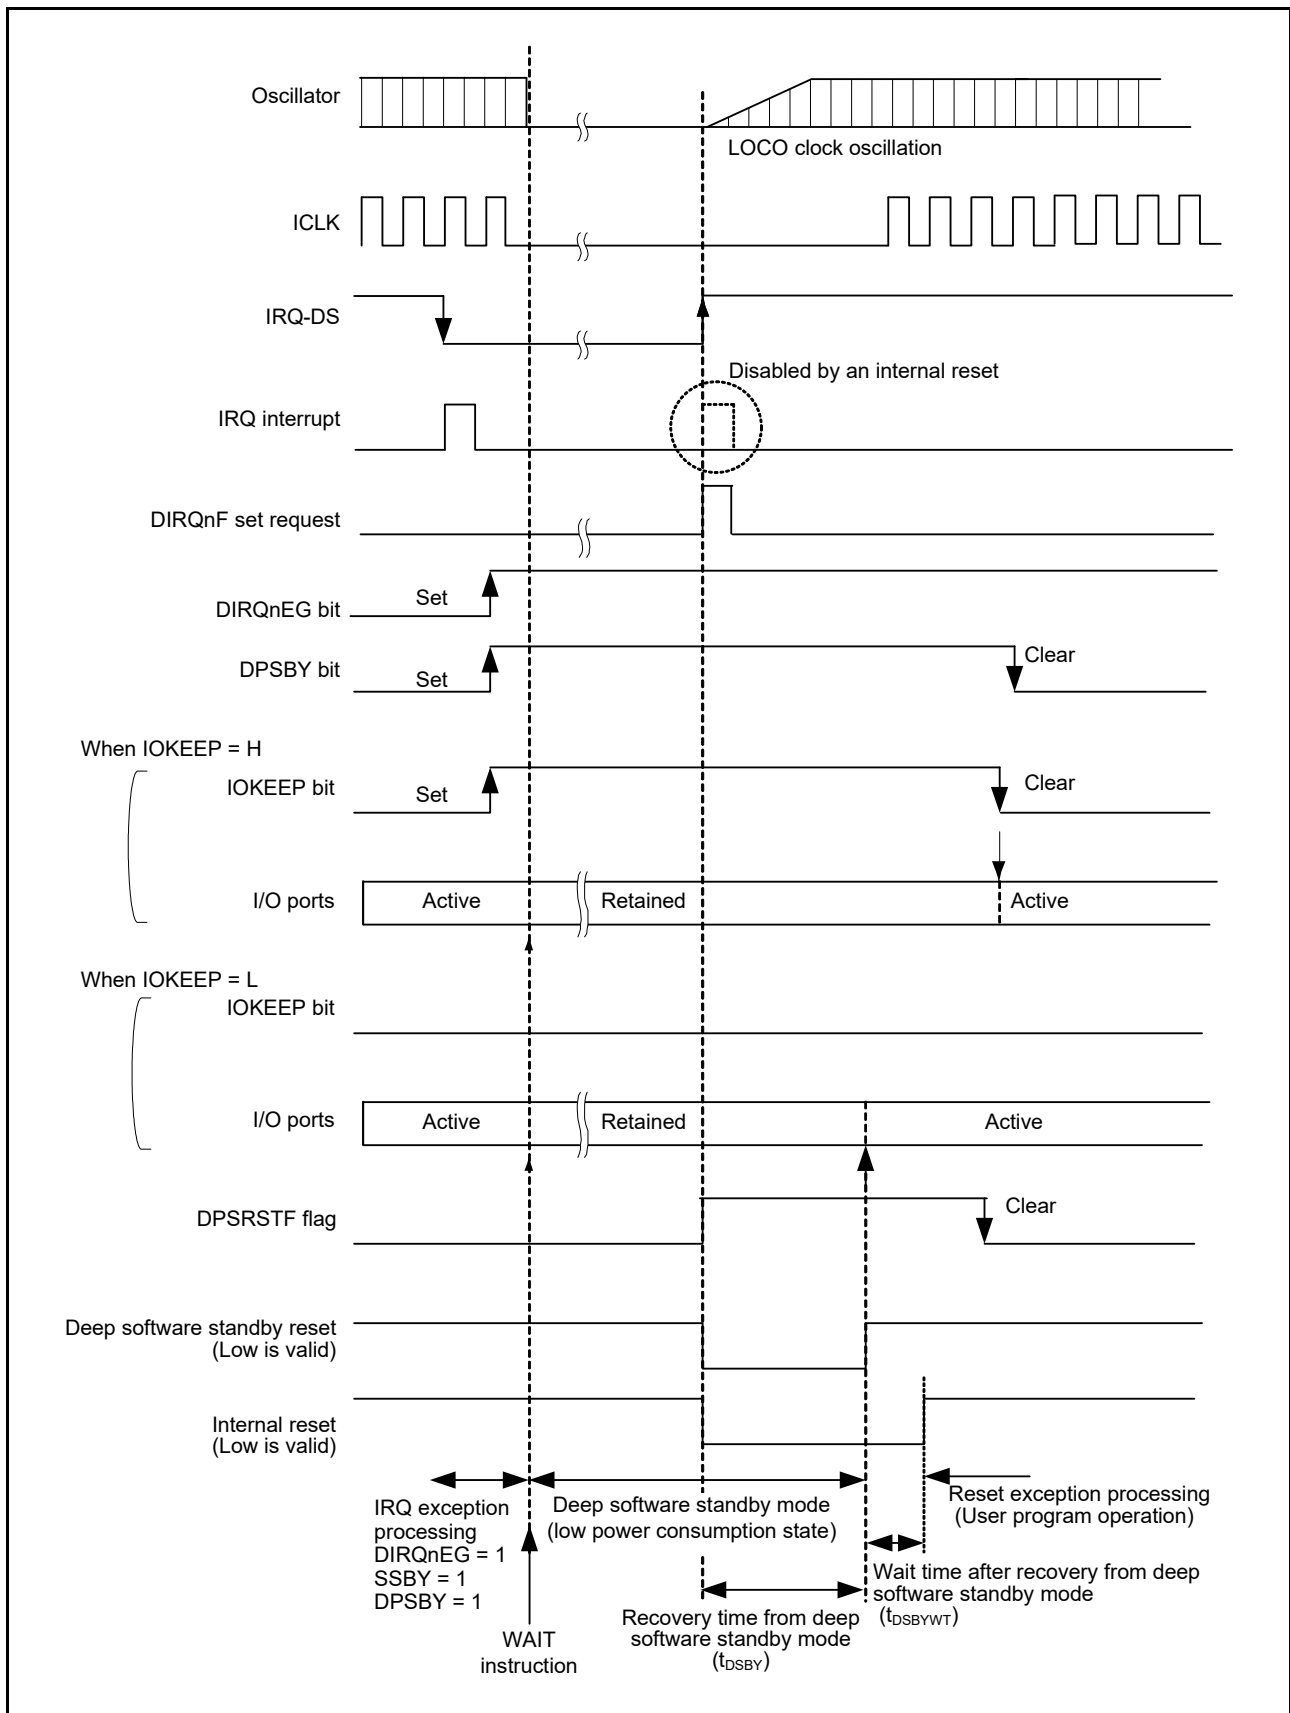 Oscillator
LOCO clock oscillation
ICLK
IRQ-DS
Disabled by an internal reset
IRQ interrupt
DIRQnF set request
Set
DIRQnEG bit
DPSBY bit
Set
Clear
When IOKEEP = H
IOKEEP bit
Set
Clear
I/O ports
Active
Retained
Active
When IOKEEP = L
IOKEEP bit
I/O ports
Active
Retained
Active
DPSRSTF flag
Clear
Deep software standby reset
(Low is valid)
Internal reset
(Low is valid)
IRQ exception
processing
DIRQnEG = 1
SSBY = 1
DPSBY = 1
Deep software standby mode
(low power consumption state)
Reset exception processing
(User program operation)
Wait time after recovery from deep
software standby mode
(tDSBYWT)
Recovery time from deep
software standby mode
(tDSBY)
WAIT
instruction